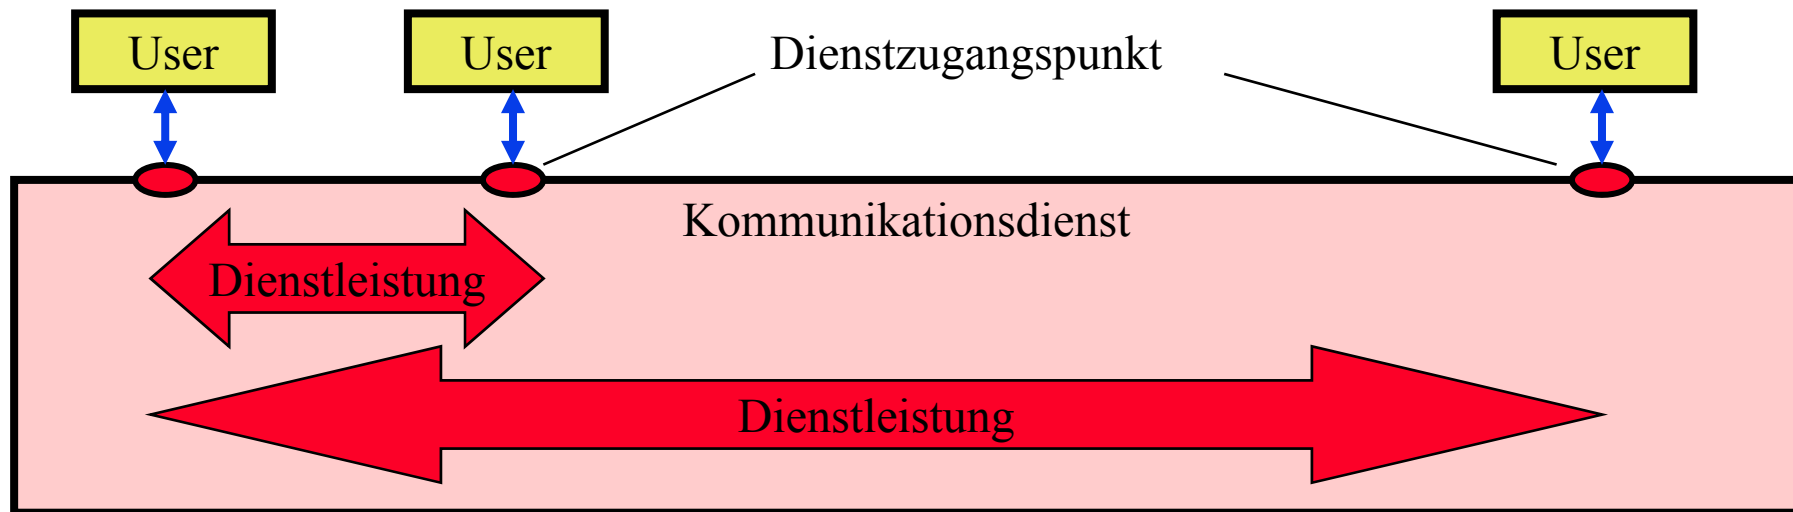 User
User
Dienstzugangspunkt
User
Kommunikationsdienst
Dienstleistung
Dienstleistung